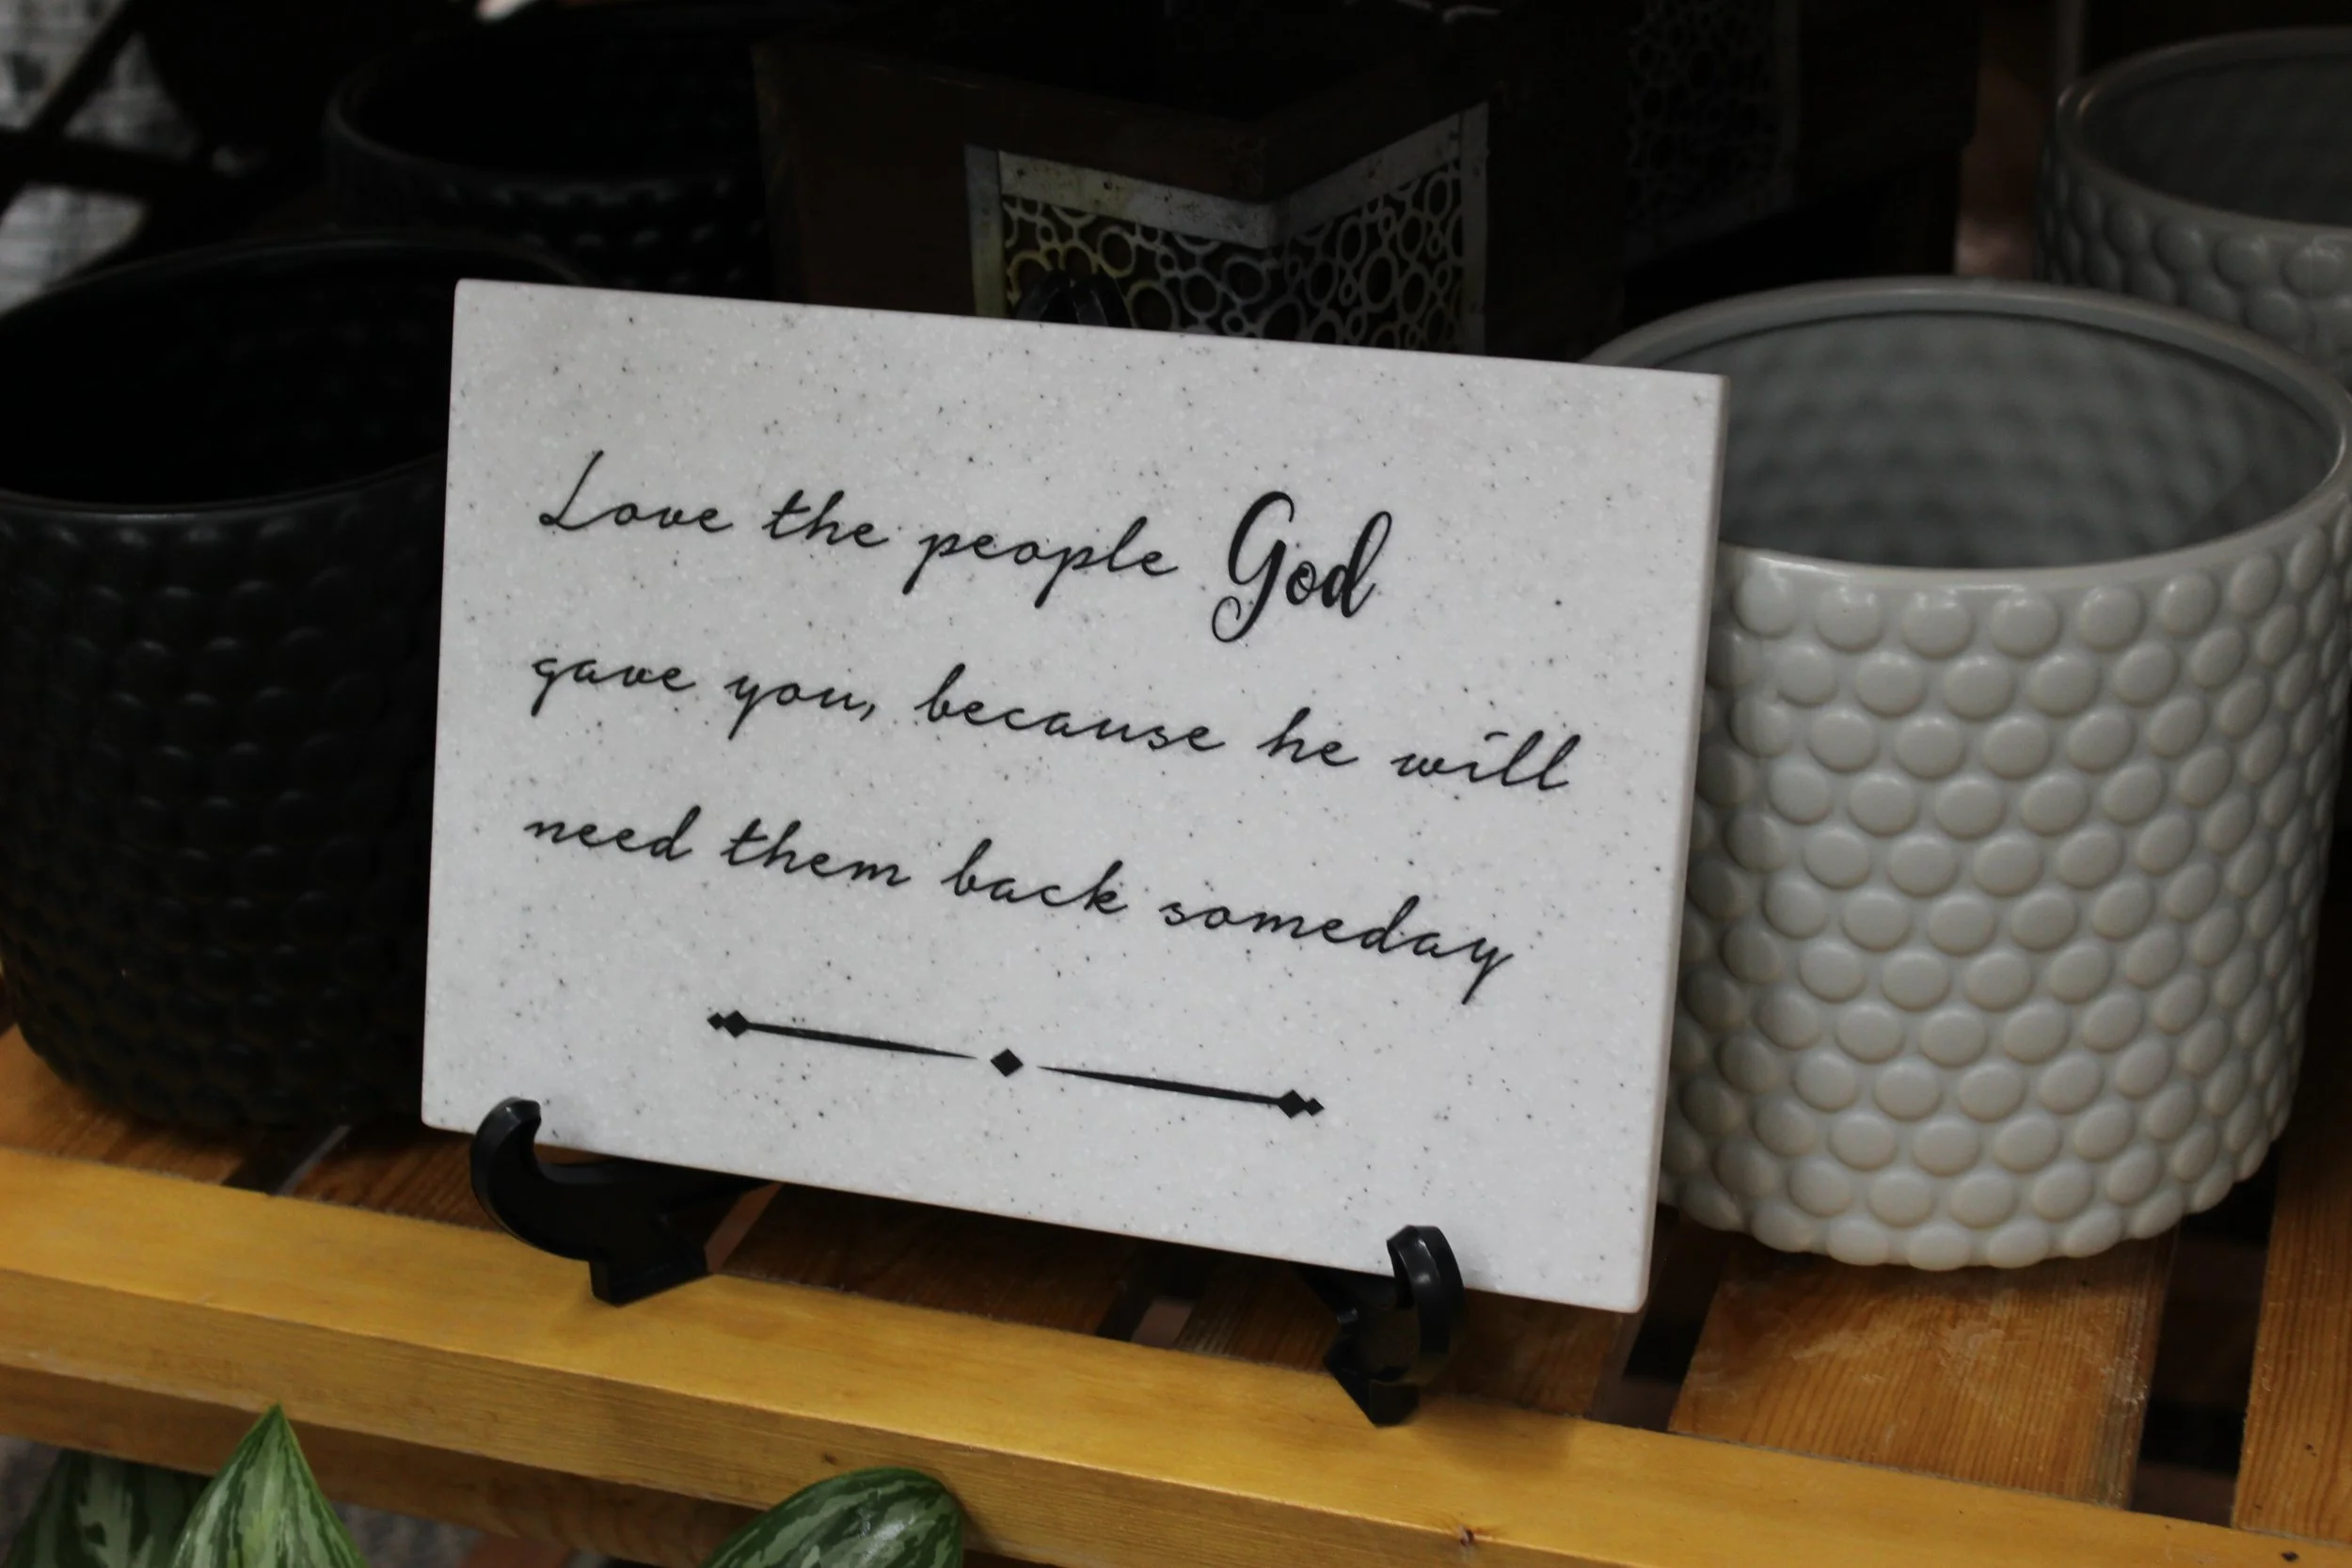 Love the people God
gave you, because he will
need them back someday